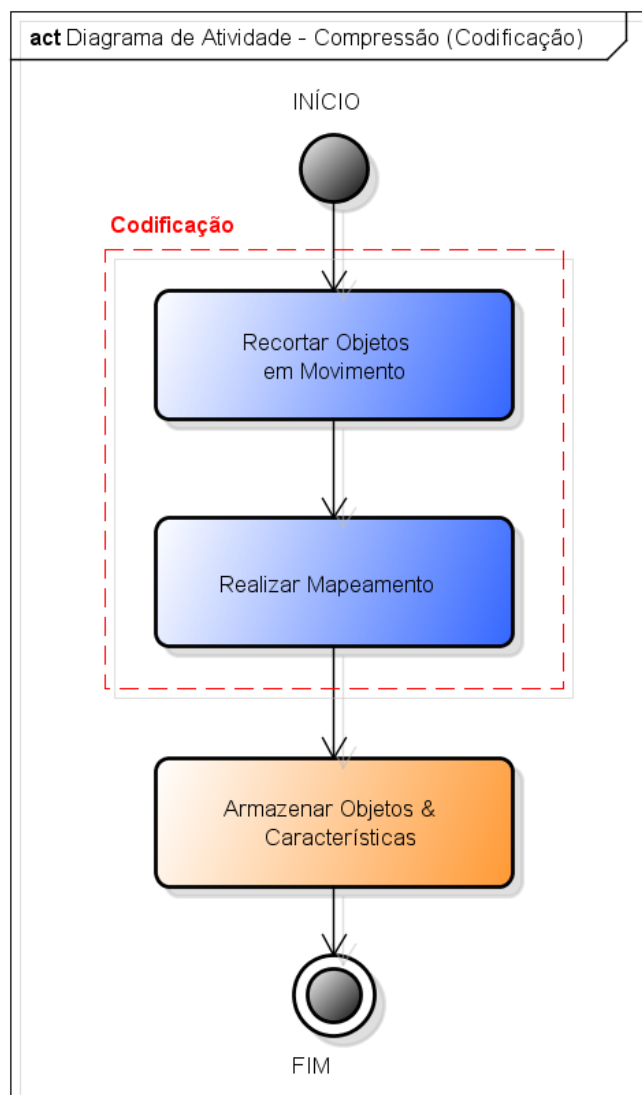 act Diagrama de Atividade - Compressão (Codificação)
INÍCIO
Codificação
Recortar Objetos
em Movimento
Realizar Mapeamento
Armazenar Objetos &
Características
FIM